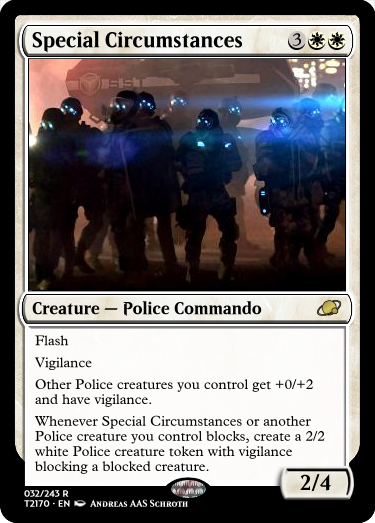 Special Circumstances 3
Creature — Police Commando
Flash
Vigilance
Other Police creatures you control get +0/+2
and have vigilance.
Whenever Special Circumstances or another
Police creature you control blocks, create a 2/2
white Police creature token with vigilance
blocking a blocked creature.
2/4
032/243 R
T2170 • EN Andreas AAS Schroth